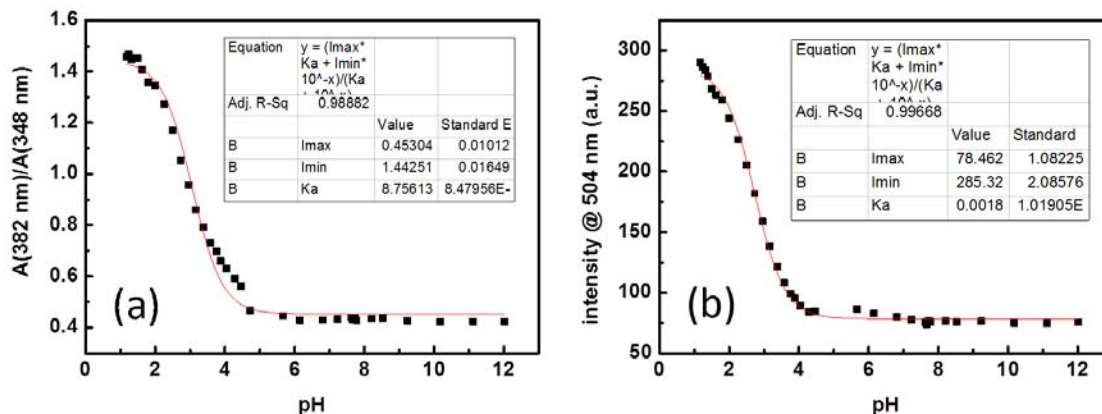 1.6
1.4
1.2
1.0
0.8
0.6
0.4
0 2 4 6 8 10 12
A(382 nm)/A(348 nm)
pH
(a)
Equation y = (Imax*
Ka + Imin*
10^-x)/(Ka
Adj. R-Sq 0.98882
Value Standard E
B Imax 0.45304 0.01012
B Imin 1.44251 0.01649
B Ka 8.75613 8.47956E-
300
250
200
150
100
50
0 2 4 6 8 10 12
intensity @ 504 nm (a.u.)
pH
(b)
Equation y = (Imax*
Ka + Imin*
10^-x)/(Ka
Adj. R-Sq 0.99668
Value Standard
B Imax 78.462 1.08225
B Imin 285.32 2.08576
B Ka 0.0018 1.01905E